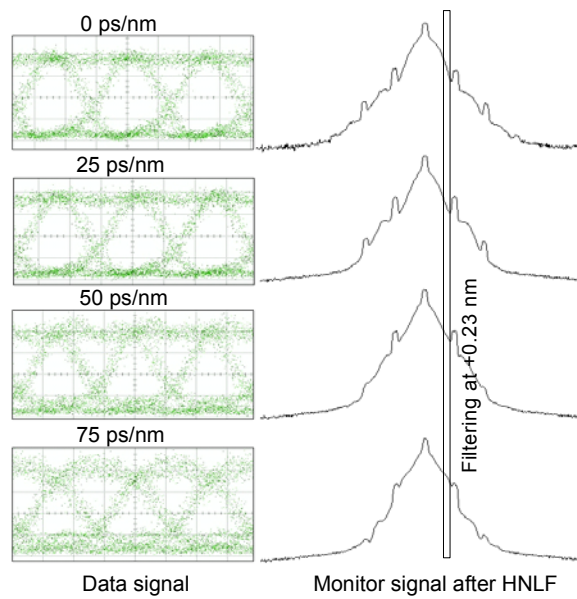 0 ps/nm
25 ps/nm
50 ps/nm
75 ps/nm
Filtering at +0.23 nm
Data signal
Monitor signal after HNLF